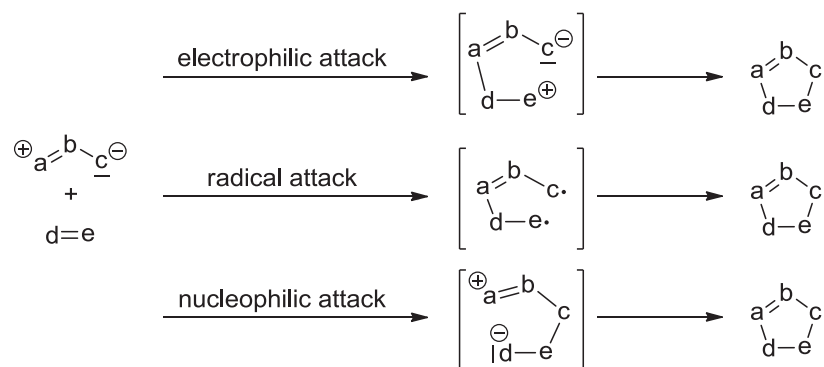 electrophilic attack
a b c ⊖
d e ⊕
a b c
d e
⊕ a b c ⊖
+
d=e
radical attack
a b c·
d e·
a b c
d e
nucleophilic attack
⊕ a b c
⊖ d e
a b c
d e